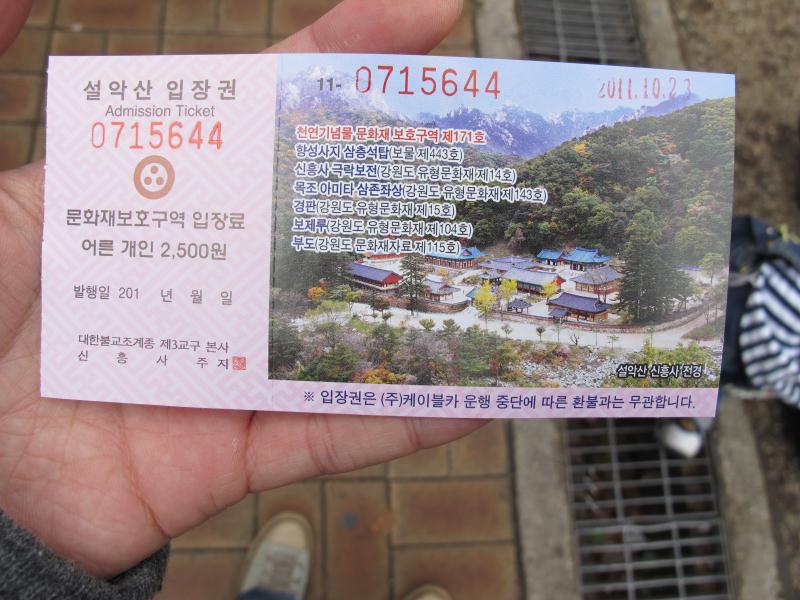 설악산 입장권
Admission Ticket
0715644
문화재보호구역 입장료
어른 개인 2,500원
발행일 201 년 월 일
대한불교조계종 제3교구 본사
신흥사주지
11- 0715644
2011.10.23
천연기념물 문화재 보호구역 제171호
향성사지 삼층석탑(보물 제443호)
신흥사 극락보전(강원도 유형문화재 제14호)
목조 아미타 삼존좌상(강원도 유형문화재 제143호)
경판(강원도 유형문화재 제15호)
보제루(강원도 유형문화재 제104호)
부도(강원도 문화재자료 제115호)
설악산 신흥사 전경
※ 입장권은 (주)케이블카 운행 중단에 따른 환불과는 무관합니다.